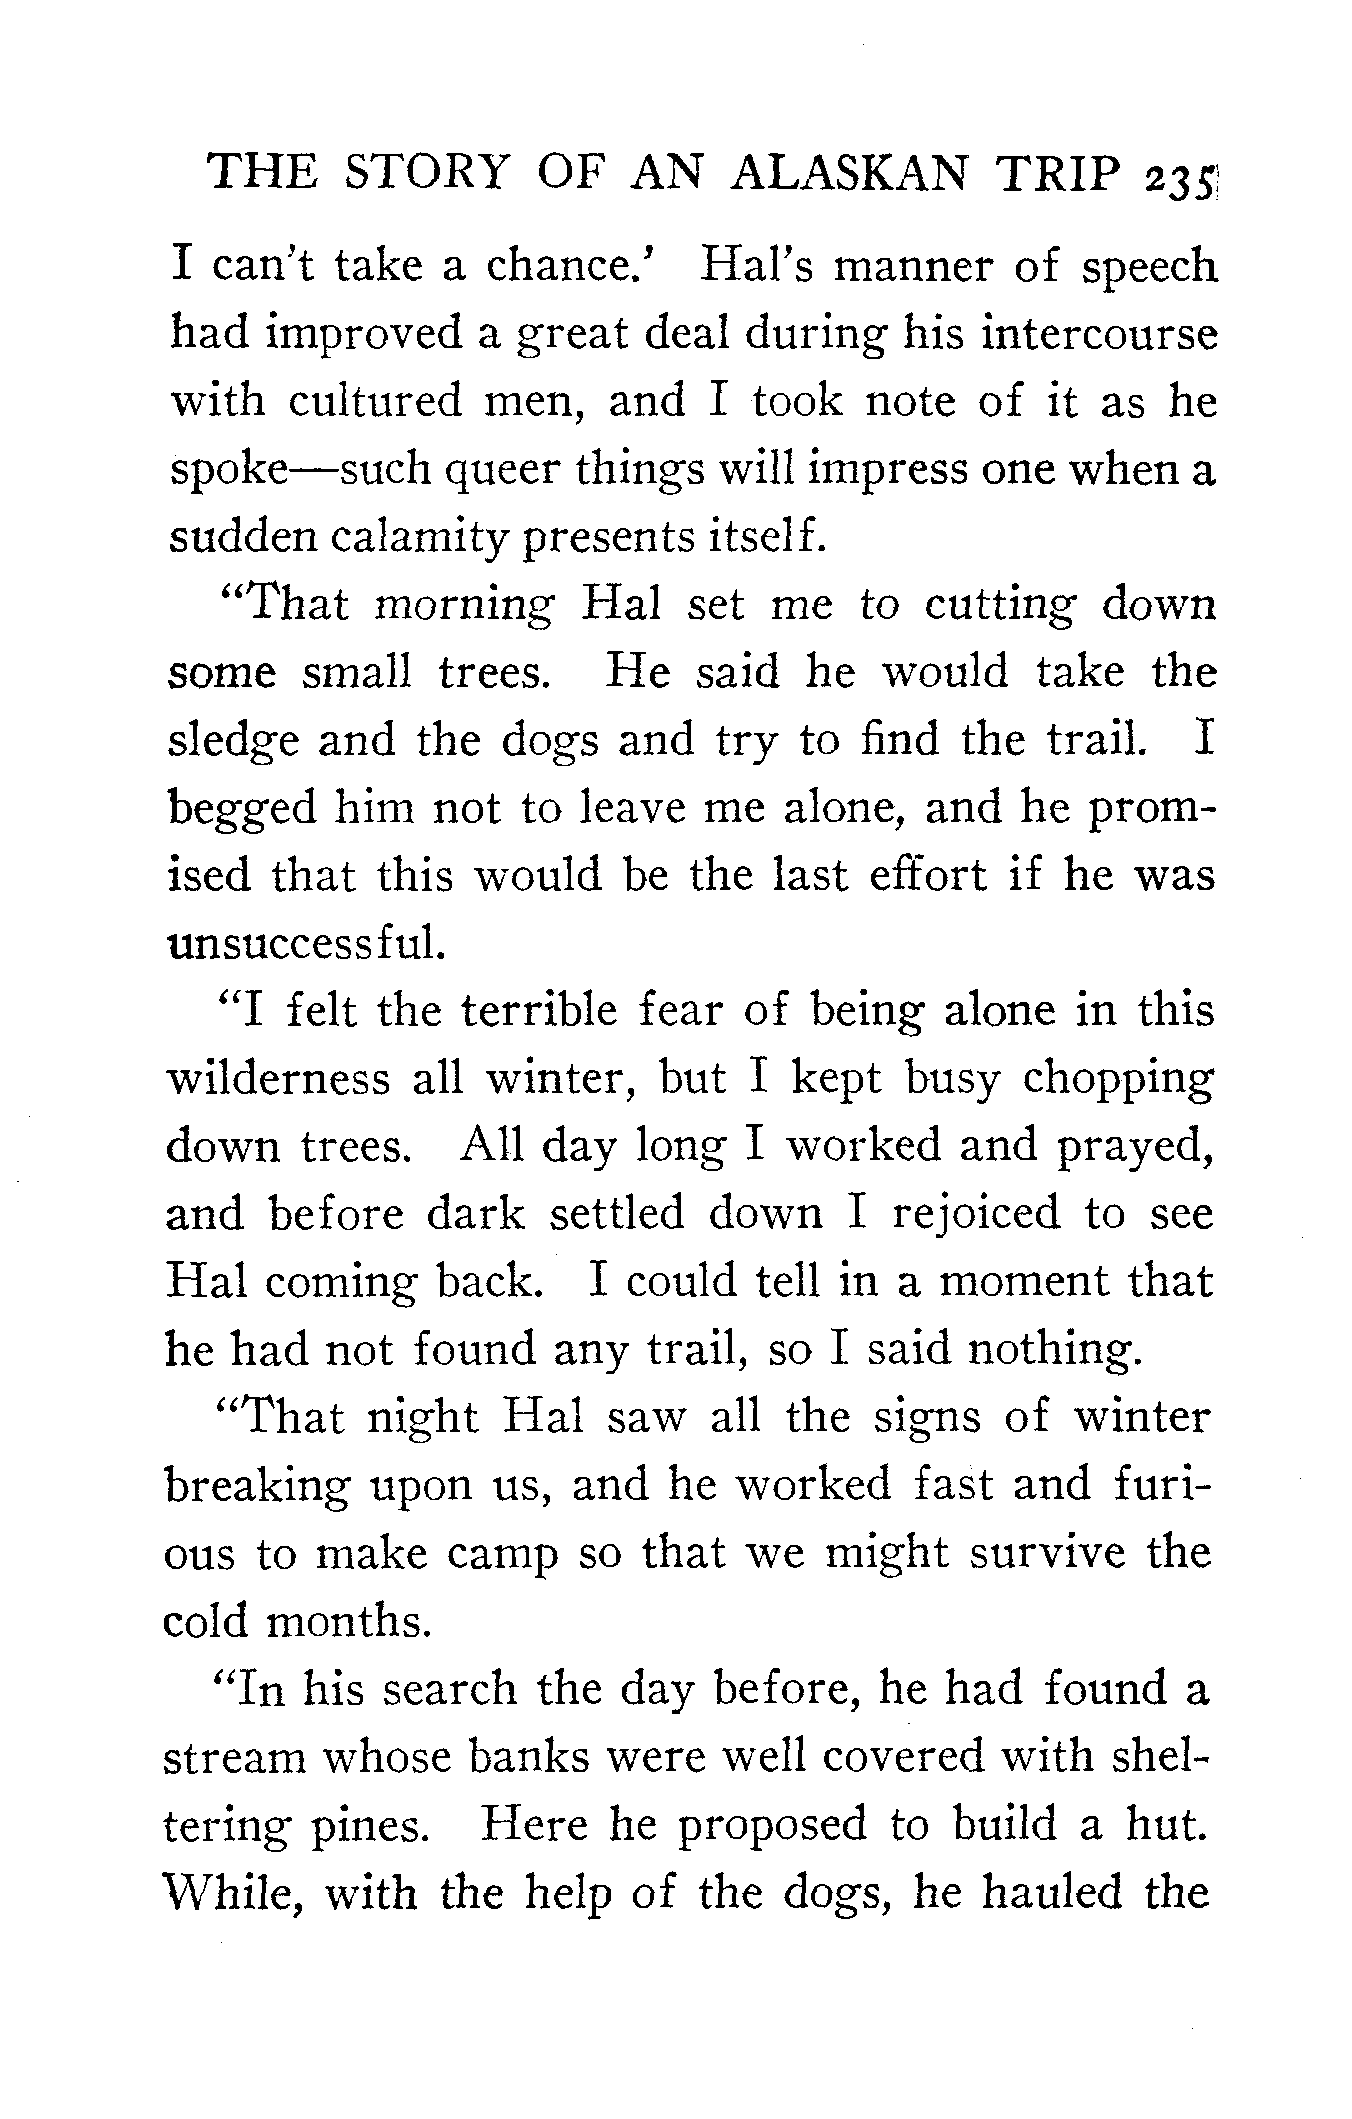 THE STORY OF AN ALASKAN TRIP 235
I can't take a chance.' Hal's manner of speech
had improved a great deal during his intercourse
with cultured men, and I took note of it as he
spoke—such queer things will impress one when a
sudden calamity presents itself.
"That morning Hal set me to cutting down
some small trees. He said he would take the
sledge and the dogs and try to find the trail. I
begged him not to leave me alone, and he prom-
ised that this would be the last effort if he was
unsuccessful.
"I felt the terrible fear of being alone in this
wilderness all winter, but I kept busy chopping
down trees. All day long I worked and prayed,
and before dark settled down I rejoiced to see
Hal coming back. I could tell in a moment that
he had not found any trail, so I said nothing.
"That night Hal saw all the signs of winter
breaking upon us, and he worked fast and furi-
ous to make camp so that we might survive the
cold months.
"In his search the day before, he had found a
stream whose banks were well covered with shel-
tering pines. Here he proposed to build a hut.
While, with the help of the dogs, he hauled the